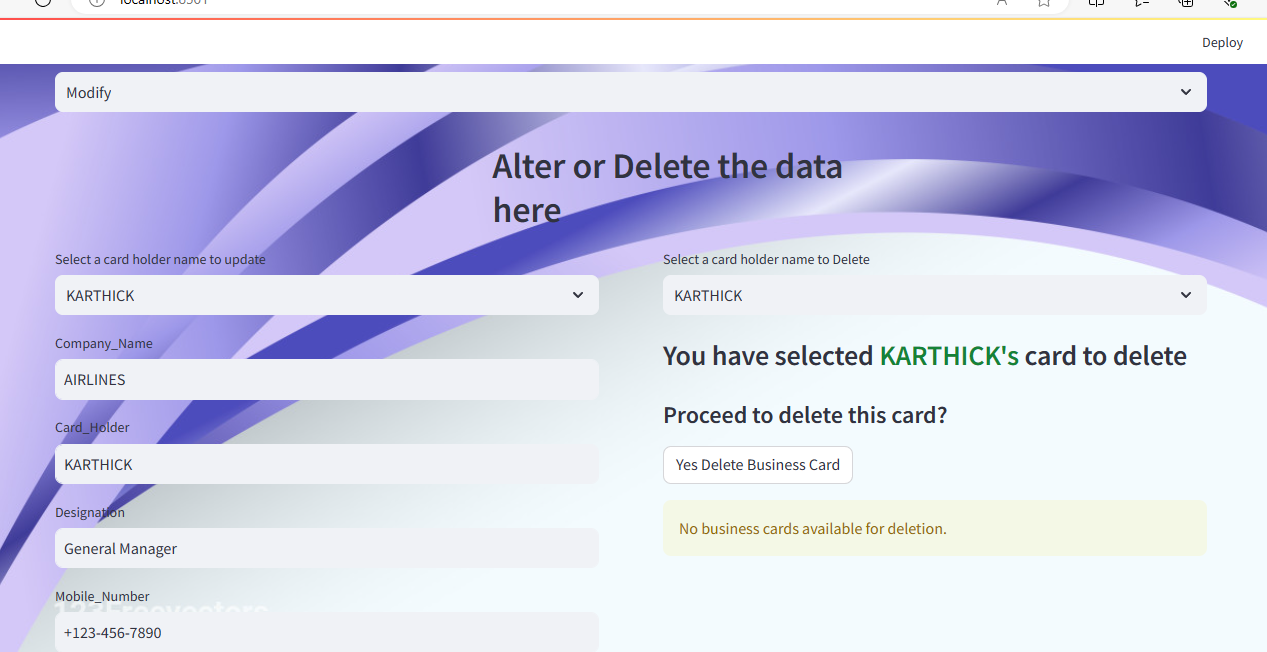 localhost:8501
Deploy
Modify
Alter or Delete the data
here
Select a card holder name to update
KARTHICK
Company_Name
AIRLINES
Card_Holder
KARTHICK
Designation
General Manager
Mobile_Number
123Freevectors
+123-456-7890
Select a card holder name to Delete
KARTHICK
You have selected KARTHICK's card to delete
Proceed to delete this card?
Yes Delete Business Card
No business cards available for deletion.